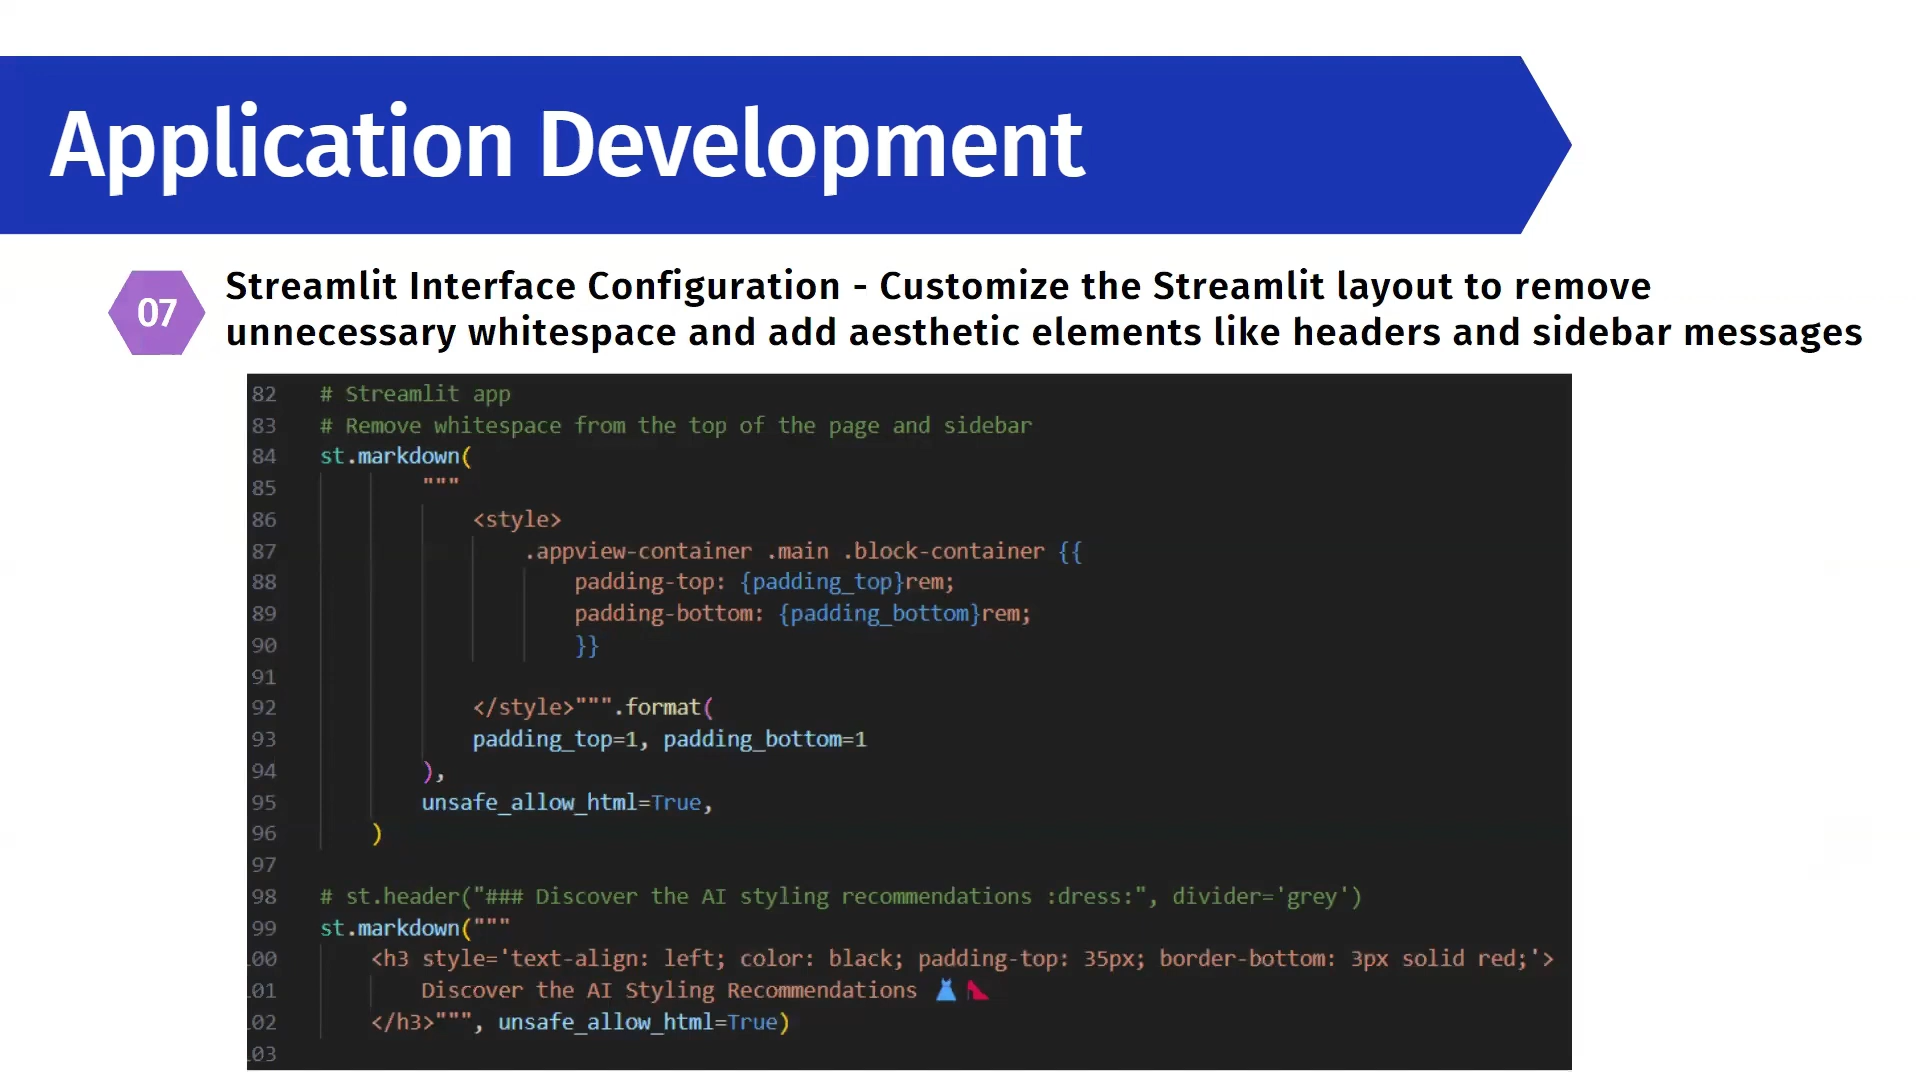 Application Development
07
Streamlit Interface Configuration - Customize the Streamlit layout to remove
unnecessary whitespace and add aesthetic elements like headers and sidebar messages
82 # Streamlit app
83 # Remove whitespace from the top of the page and sidebar
84 st.markdown(
85 """
86 <style>
87 .appview-container .main .block-container {{
88 padding-top: {padding_top}rem;
89 padding-bottom: {padding_bottom}rem;
90 }}
91
92 </style>""".format(
93 padding_top=1, padding_bottom=1
94 ),
95 unsafe_allow_html=True,
96 )
97
98 # st.header("### Discover the AI styling recommendations :dress:", divider='grey')
99 st.markdown("""
100 <h3 style='text-align: left; color: black; padding-top: 35px; border-bottom: 3px solid red;'>
101 Discover the AI Styling Recommendations 👗👠
102 </h3>""", unsafe_allow_html=True)
103